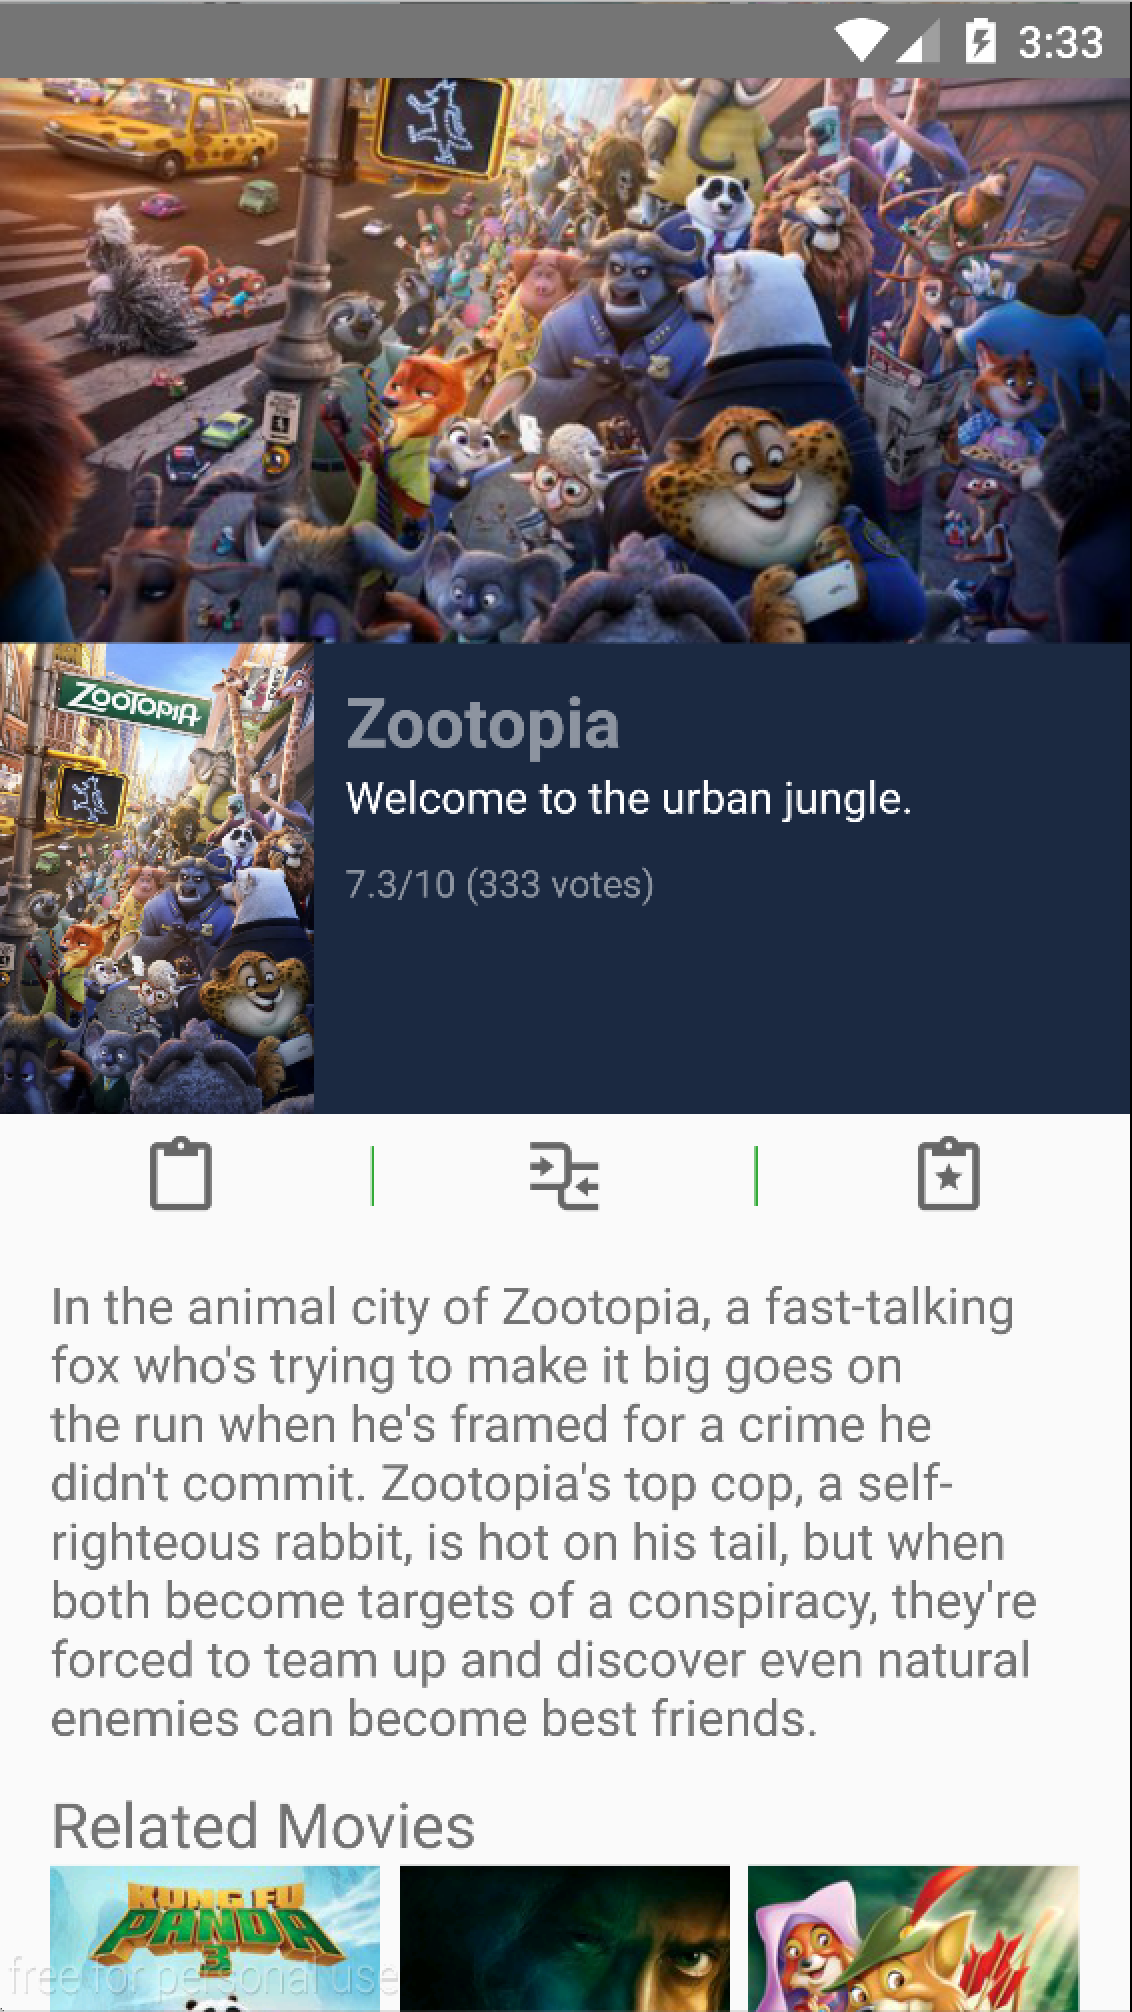 3:33
ZOOTOPIA
Zootopia
Welcome to the urban jungle.
7.3/10 (333 votes)
In the animal city of Zootopia, a fast-talking
fox who's trying to make it big goes on
the run when he's framed for a crime he
didn't commit. Zootopia's top cop, a self-
righteous rabbit, is hot on his tail, but when
both become targets of a conspiracy, they're
forced to team up and discover even natural
enemies can become best friends.
Related Movies
KUNG FU
PANDA
3
free for personal use